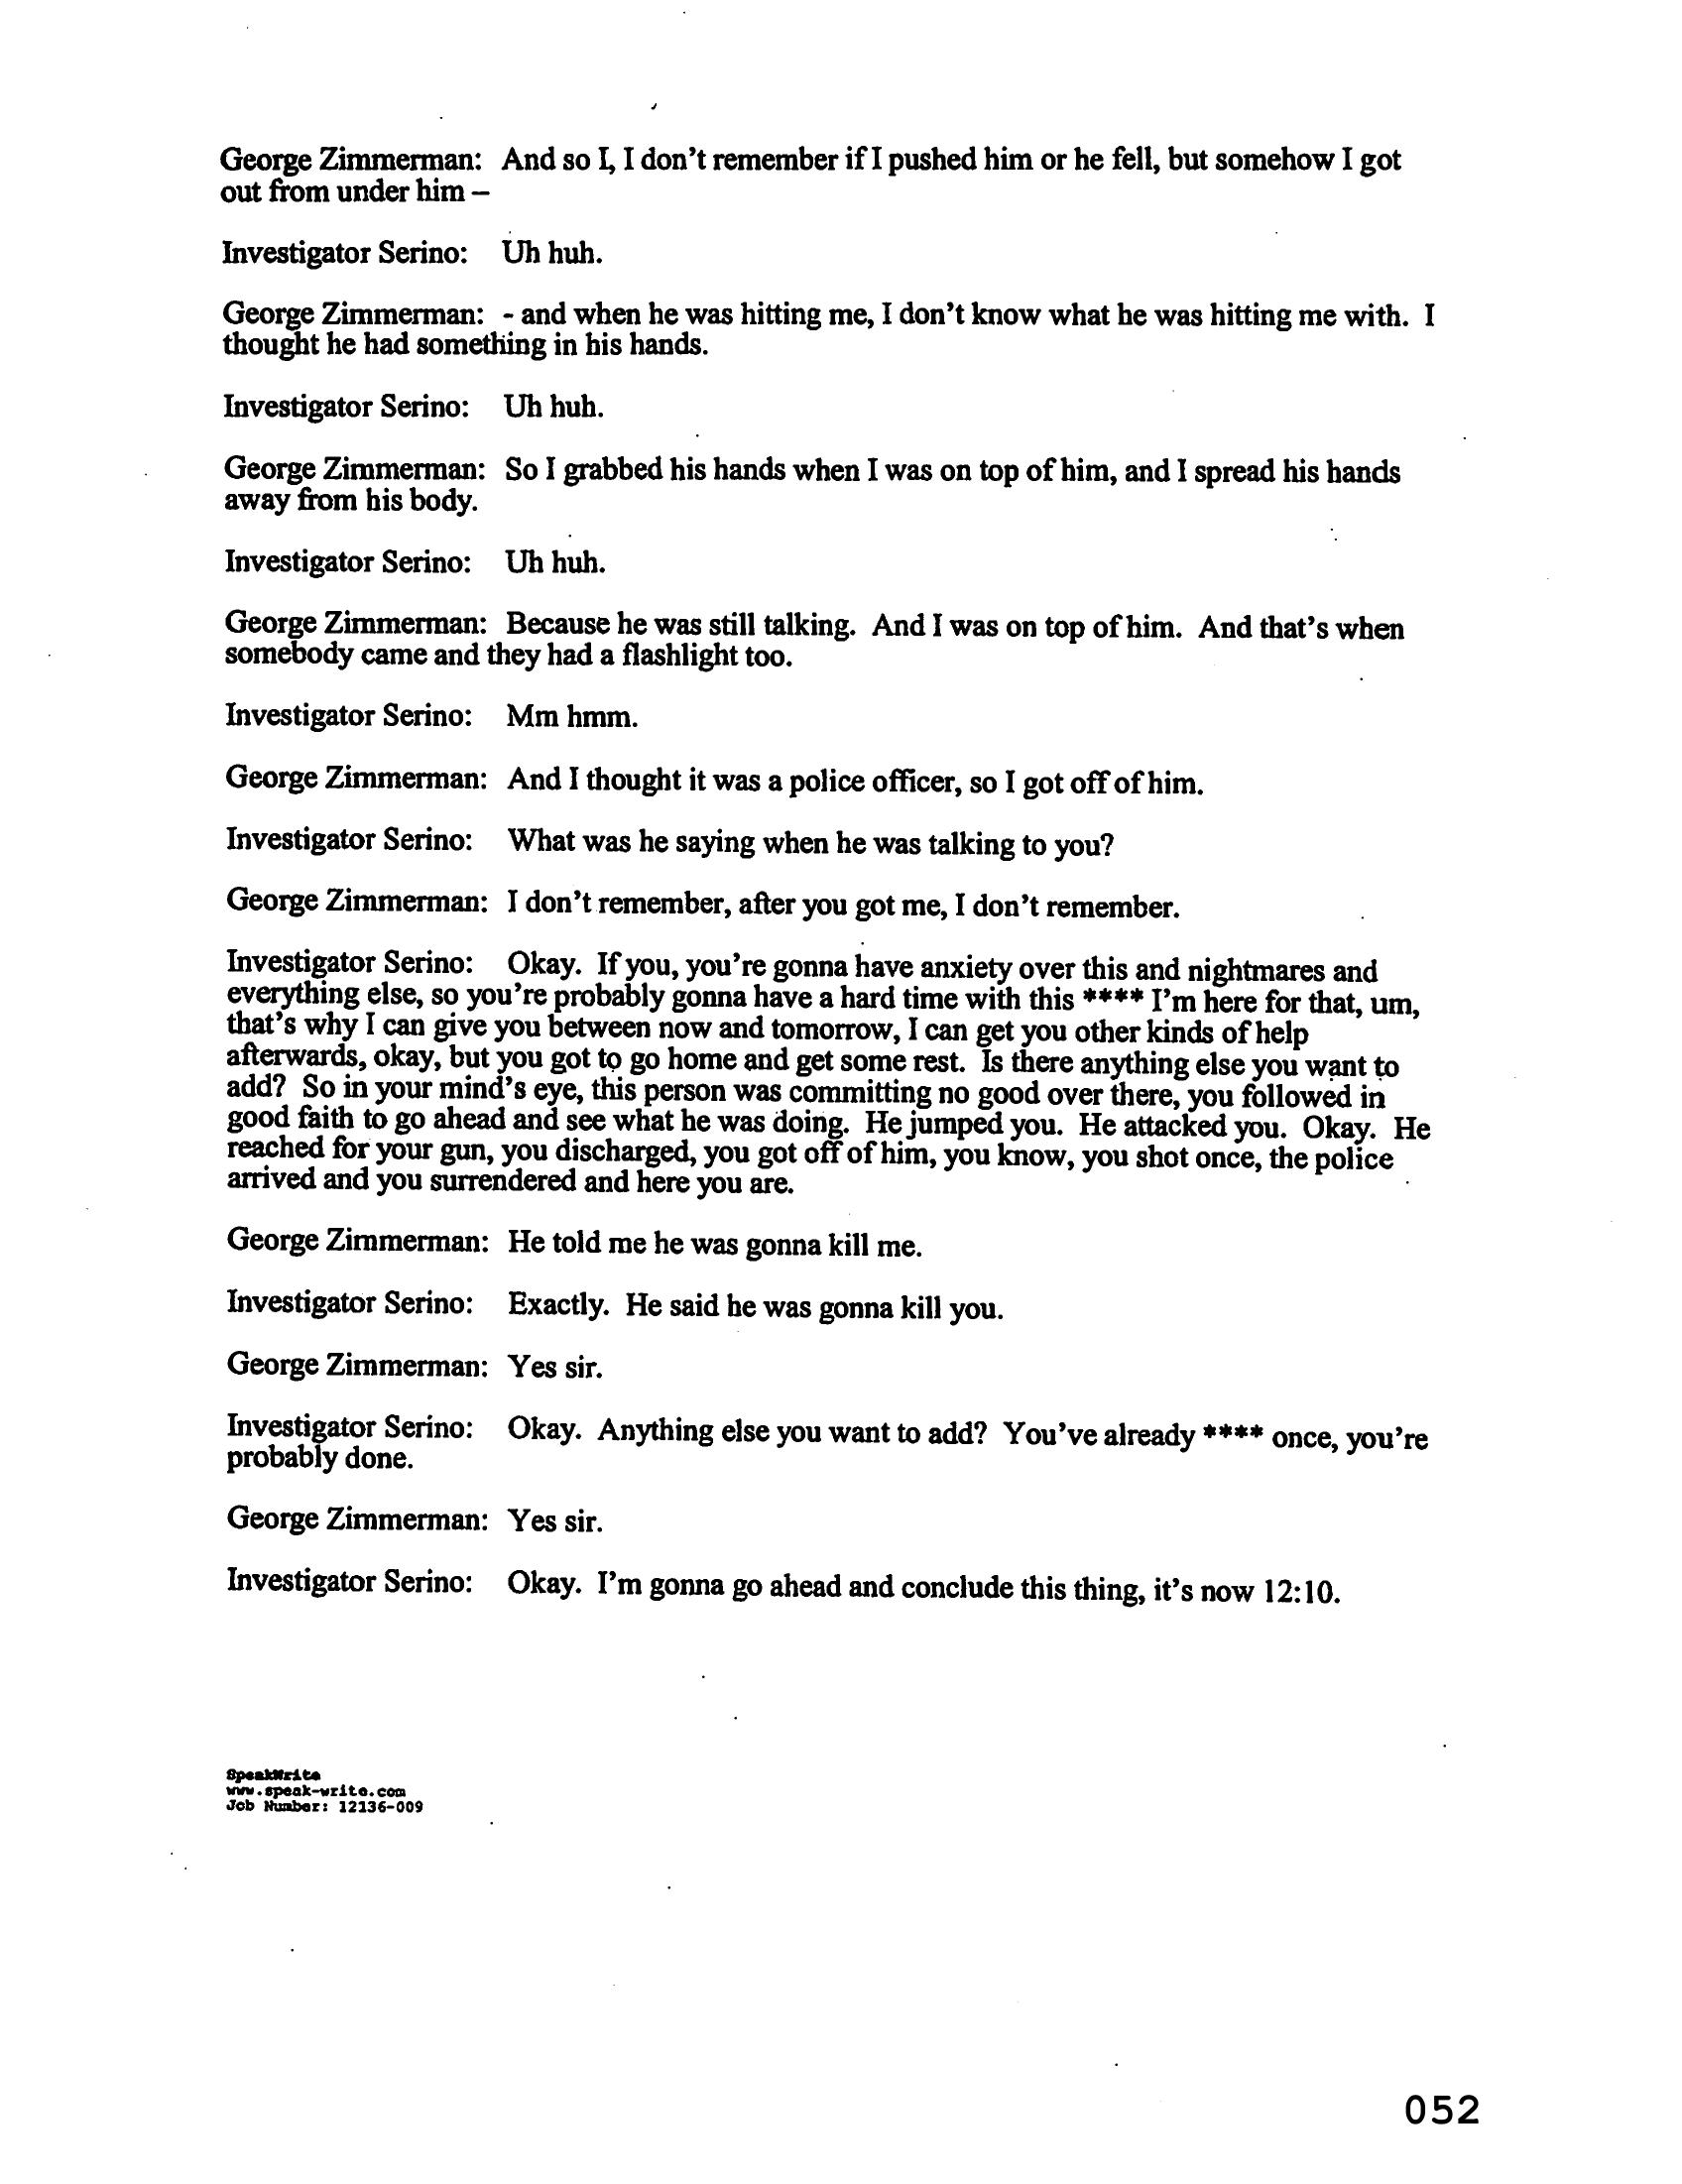 George Zimmerman: And so I, I don't remember if I pushed him or he fell, but somehow I got
out from under him –
Investigator Serino: Uh huh.
George Zimmerman: - and when he was hitting me, I don't know what he was hitting me with. I
thought he had something in his hands.
Investigator Serino: Uh huh.
George Zimmerman: So I grabbed his hands when I was on top of him, and I spread his hands
away from his body.
Investigator Serino: Uh huh.
George Zimmerman: Because he was still talking. And I was on top of him. And that's when
somebody came and they had a flashlight too.
Investigator Serino: Mm hmm.
George Zimmerman: And I thought it was a police officer, so I got off of him.
Investigator Serino: What was he saying when he was talking to you?
George Zimmerman: I don't remember, after you got me, I don't remember.
Investigator Serino: Okay. If you, you're gonna have anxiety over this and nightmares and
everything else, so you're probably gonna have a hard time with this **** I'm here for that, um,
that's why I can give you between now and tomorrow, I can get you other kinds of help
afterwards, okay, but you got to go home and get some rest. Is there anything else you want to
add? So in your mind's eye, this person was committing no good over there, you followed in
good faith to go ahead and see what he was doing. He jumped you. He attacked you. Okay. He
reached for your gun, you discharged, you got off of him, you know, you shot once, the police
arrived and you surrendered and here you are.
George Zimmerman: He told me he was gonna kill me.
Investigator Serino: Exactly. He said he was gonna kill you.
George Zimmerman: Yes sir.
Investigator Serino: Okay. Anything else you want to add? You've already **** once, you're
probably done.
George Zimmerman: Yes sir.
Investigator Serino: Okay. I'm gonna go ahead and conclude this thing, it's now 12:10.
SpeakWrite
www.speak-write.com
Job Number: 12136-009
052